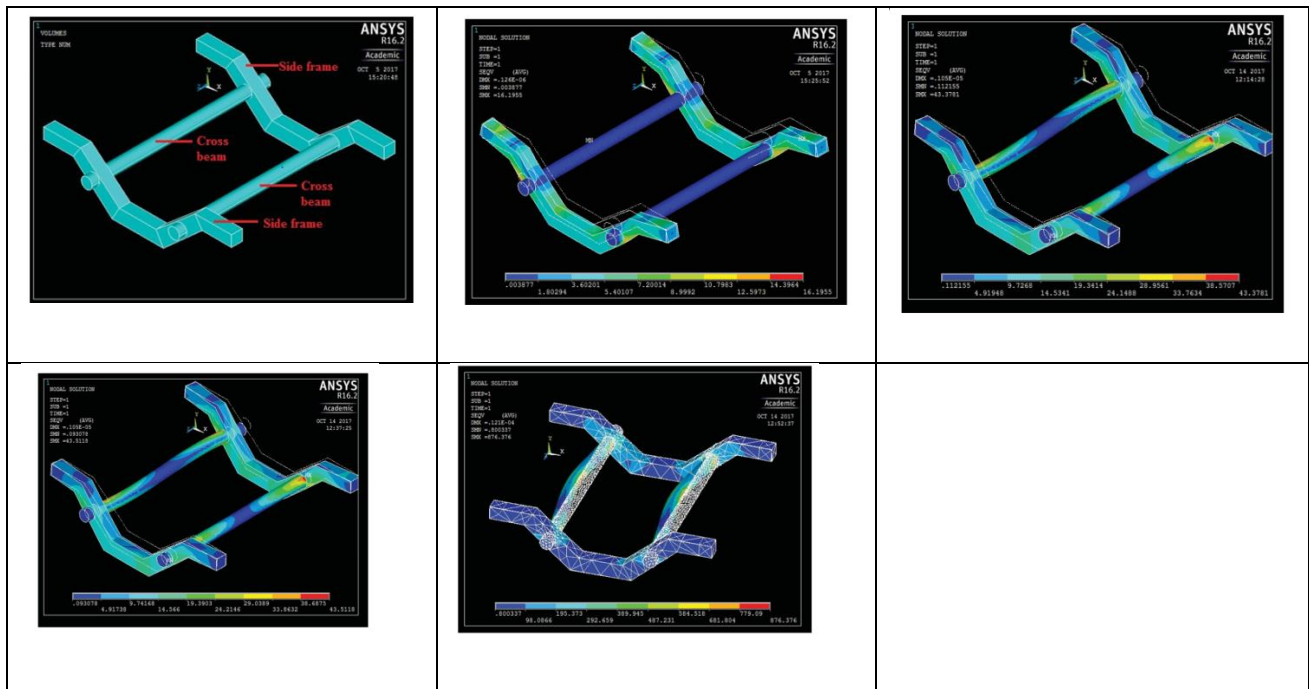 1
VOLUMES
TYPE NUM
ANSYS
R16.2
Academic
OCT 5 2017
15:20:48
Side frame
Y
X
Cross
beam
Cross
beam
Side frame
1
NODAL SOLUTION
STEP=1
SUB =1
TIME=1
SEQV (AVG)
DMX =.124E-06
SMN =.003877
SMX =16.1955
ANSYS
R16.2
Academic
OCT 5 2017
15:25:52
Y
X
MN
.003877 3.60201 7.20014 10.7983 14.3964
1.80294 5.40107 8.9992 12.5973 16.1955
1
NODAL SOLUTION
STEP=1
SUB =1
TIME=1
SEQV (AVG)
DMX =.105E-05
SMN =.112155
SMX =43.3781
ANSYS
R16.2
Academic
OCT 14 2017
12:14:28
Y
X
.112155 9.7268 19.3414 28.9561 38.5707
4.91948 14.5341 24.1488 33.7634 43.3781
1
NODAL SOLUTION
STEP=1
SUB =1
TIME=1
SEQV (AVG)
DMX =.105E-05
SMN =.093078
SMX =43.5118
ANSYS
R16.2
Academic
OCT 14 2017
12:37:25
Y
X
.093078 9.74168 19.3903 29.0389 38.6875
4.91738 14.566 24.2146 33.8632 43.5118
1
NODAL SOLUTION
STEP=1
SUB =1
TIME=1
SEQV (AVG)
DMX =.121E-04
SMN =.800337
SMX =876.376
ANSYS
R16.2
Academic
OCT 14 2017
12:52:37
Y
X
.800337 195.373 389.945 584.518 779.09
98.0866 292.659 487.231 681.804 876.376